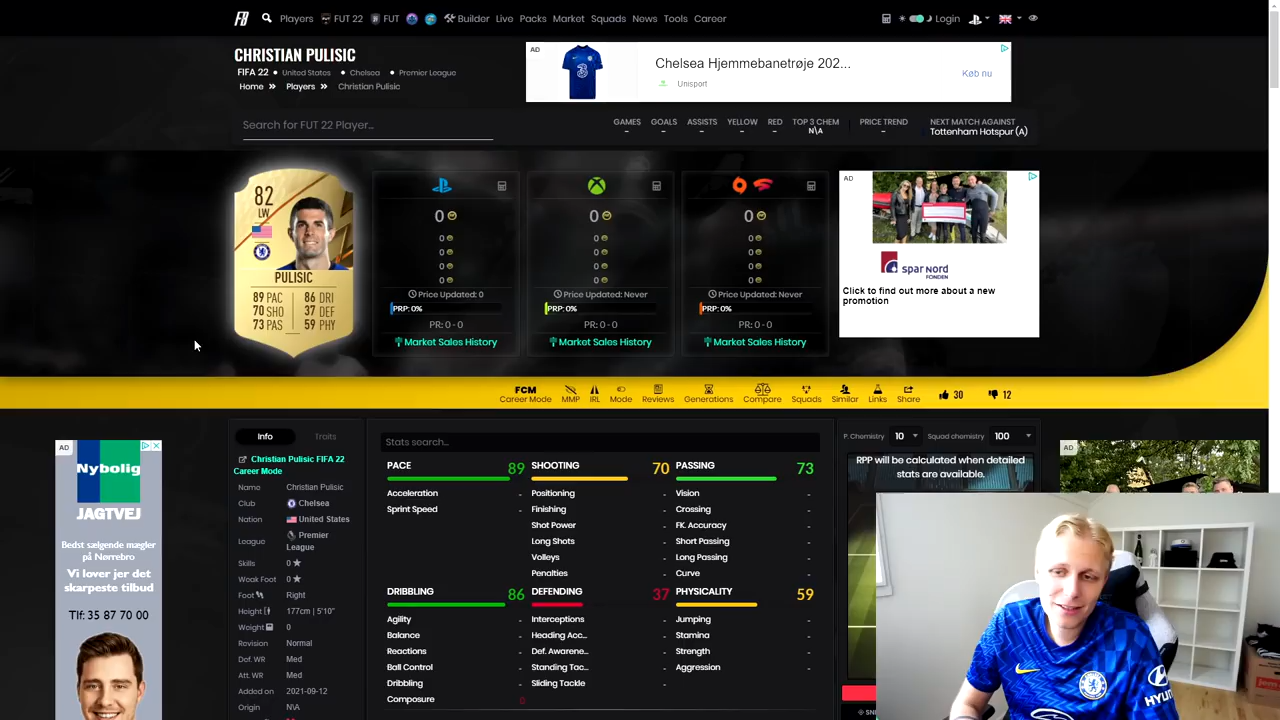 Players FUT 22 FUT Builder Live Packs Market Squads News Tools Career Login
CHRISTIAN PULISIC
FIFA 22 United States Chelsea Premier League
Home Players Christian Pulisic
AD
Chelsea Hjemmebanetrøje 202...
Unisport
Køb nu
Search for FUT 22 Player...
GAMES GOALS ASSISTS YELLOW RED TOP 3 CHEM PRICE TREND NEXT MATCH AGAINST
- - - - - N\A - Tottenham Hotspur (A)
82
LW
PULISIC
89 PAC 86 DRI
70 SHO 37 DEF
73 PAS 59 PHY
0
0
0
0
0
Price Updated: 0
PRP: 0%
PR: 0 - 0
Market Sales History
0
0
0
0
0
Price Updated: Never
PRP: 0%
PR: 0 - 0
Market Sales History
0
0
0
0
0
Price Updated: Never
PRP: 0%
PR: 0 - 0
Market Sales History
AD
spar nord
FONDEN
Click to find out more about a new
promotion
FCM
Career Mode MMP IRL Mode Reviews Generations Compare Squads Similar Links Share 30 12
AD
Nybolig
JAGTVEJ
Bedst sælgende mægler
på Nørrebro
Vi lover jer det
skarpeste tilbud
Tlf: 35 87 70 00
Info Traits
Christian Pulisic FIFA 22
Career Mode
Name Christian Pulisic
Club Chelsea
Nation United States
League Premier
League
Skills 0
Weak Foot 0
Foot Right
Height 177cm | 5'10"
Weight 0
Revision Normal
Def. WR Med
Att. WR Med
Added on 2021-09-12
Origin N\A
Stats search...
PACE 89
Acceleration -
Sprint Speed -
SHOOTING 70
Positioning -
Finishing -
Shot Power -
Long Shots -
Volleys -
Penalties -
PASSING 73
Vision -
Crossing -
FK. Accuracy -
Short Passing -
Long Passing -
Curve -
DRIBBLING 86
Agility -
Balance -
Reactions -
Ball Control -
Dribbling -
Composure 0
DEFENDING 37
Interceptions -
Heading Acc... -
Def. Awarene... -
Standing Tac... -
Sliding Tackle -
PHYSICALITY 59
Jumping -
Stamina -
Strength -
Aggression -
P. Chemistry 10 Squad chemistry 100
RPP will be calculated when detailed
stats are available.
AD